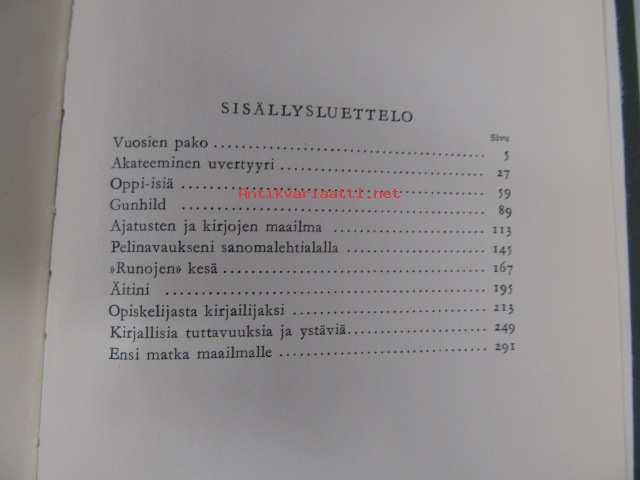 SISÄLLYSLUETTELO
Sivu
Vuosien pako 5
Akateeminen uvertyyri 27
Oppi-isiä 59
Antikvariaatti.net
Gunhild 89
Ajatusten ja kirjojen maailma 113
Pelinavaukseni sanomalehtialalla 145
»Runojen» kesä 167
Äitini 195
Opiskelijasta kirjailijaksi 213
Kirjallisia tuttavuuksia ja ystäviä 249
Ensi matka maailmalle 291